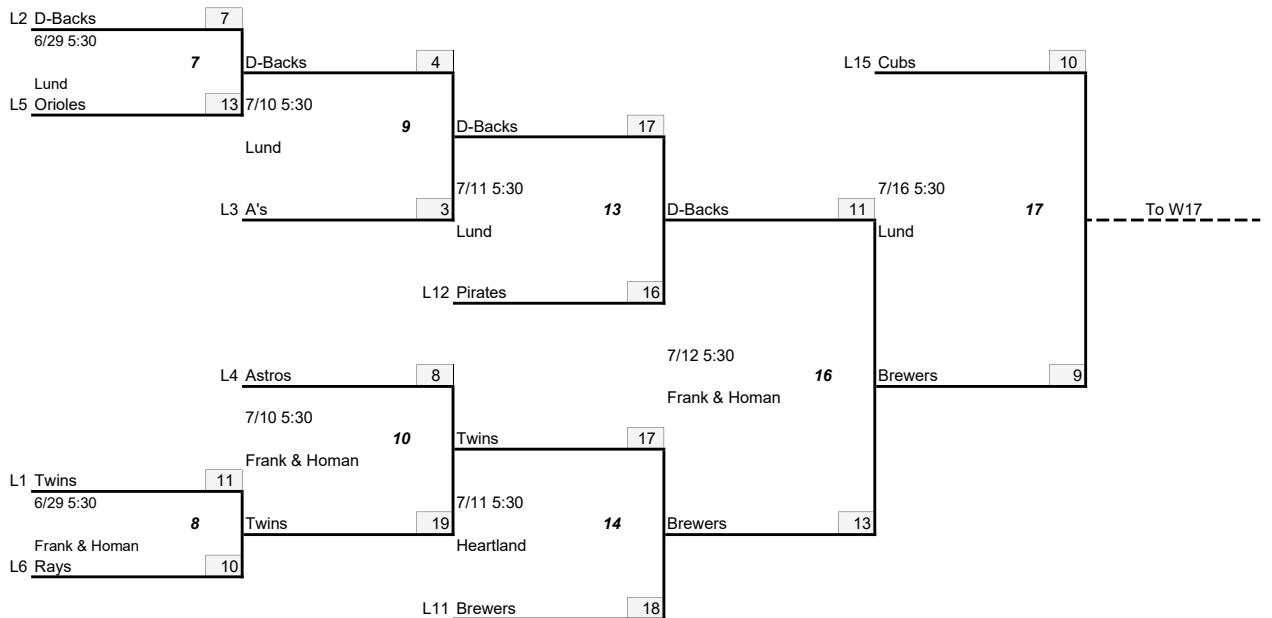 L2 D-Backs 7
6/29 5:30
7
Lund
L5 Orioles 13
D-Backs 4
7/10 5:30
9
Lund
L3 A's 3
D-Backs 17
7/11 5:30
13
Lund
L12 Pirates 16
D-Backs 11
7/12 5:30
16
Frank & Homan
L15 Cubs 10
7/16 5:30
17
Lund
To W17
Brewers 9
L4 Astros 8
7/10 5:30
10
Frank & Homan
L1 Twins 11
6/29 5:30
8
Frank & Homan
L6 Rays 10
Twins 19
Twins 17
7/11 5:30
14
Heartland
Brewers 13
L11 Brewers 18